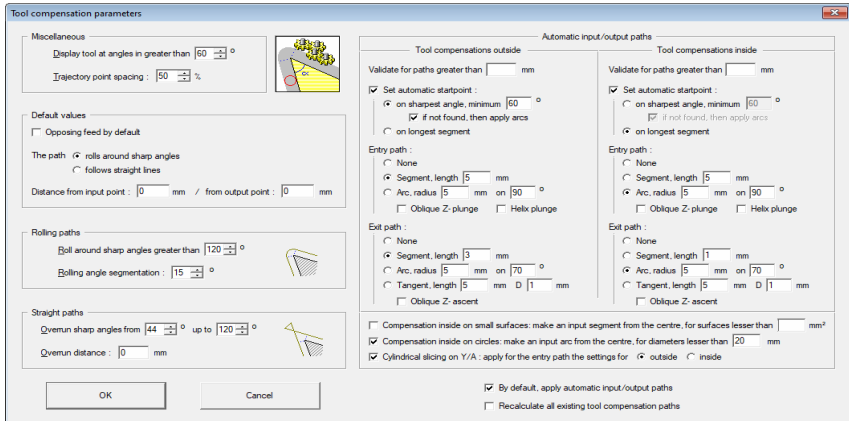 Tool compensation parameters
Miscellaneous
Display tool at angles in greater than 60 °
Trajectory point spacing : 50 %
Default values
Opposing feed by default
The path rolls around sharp angles
follows straight lines
Distance from input point : 0 mm / from output point : 0 mm
Rolling paths
Roll around sharp angles greater than 120 °
Rolling angle segmentation : 15 °
Straight paths
Overrun sharp angles from 44 ° up to 120 °
Overrun distance : 0 mm
OK Cancel
Automatic input/output paths
Tool compensations outside
Validate for paths greater than mm
Set automatic startpoint :
on sharpest angle, minimum 60 °
if not found, then apply arcs
on longest segment
Entry path :
None
Segment, length 5 mm
Arc, radius 5 mm on 90 °
Oblique Z- plunge Helix plunge
Exit path :
None
Segment, length 3 mm
Arc, radius 5 mm on 70 °
Tangent, length 5 mm D 1 mm
Oblique Z- ascent
Tool compensations inside
Validate for paths greater than mm
Set automatic startpoint :
on sharpest angle, minimum 60 °
if not found, then apply arcs
on longest segment
Entry path :
None
Segment, length 5 mm
Arc, radius 5 mm on 90 °
Oblique Z- plunge Helix plunge
Exit path :
None
Segment, length 1 mm
Arc, radius 5 mm on 70 °
Tangent, length 5 mm D 1 mm
Oblique Z- ascent
Compensation inside on small surfaces: make an input segment from the centre, for surfaces lesser than mm²
Compensation inside on circles: make an input arc from the centre, for diameters lesser than 20 mm
Cylindrical slicing on Y/A : apply for the entry path the settings for outside inside
By default, apply automatic input/output paths
Recalculate all existing tool compensation paths